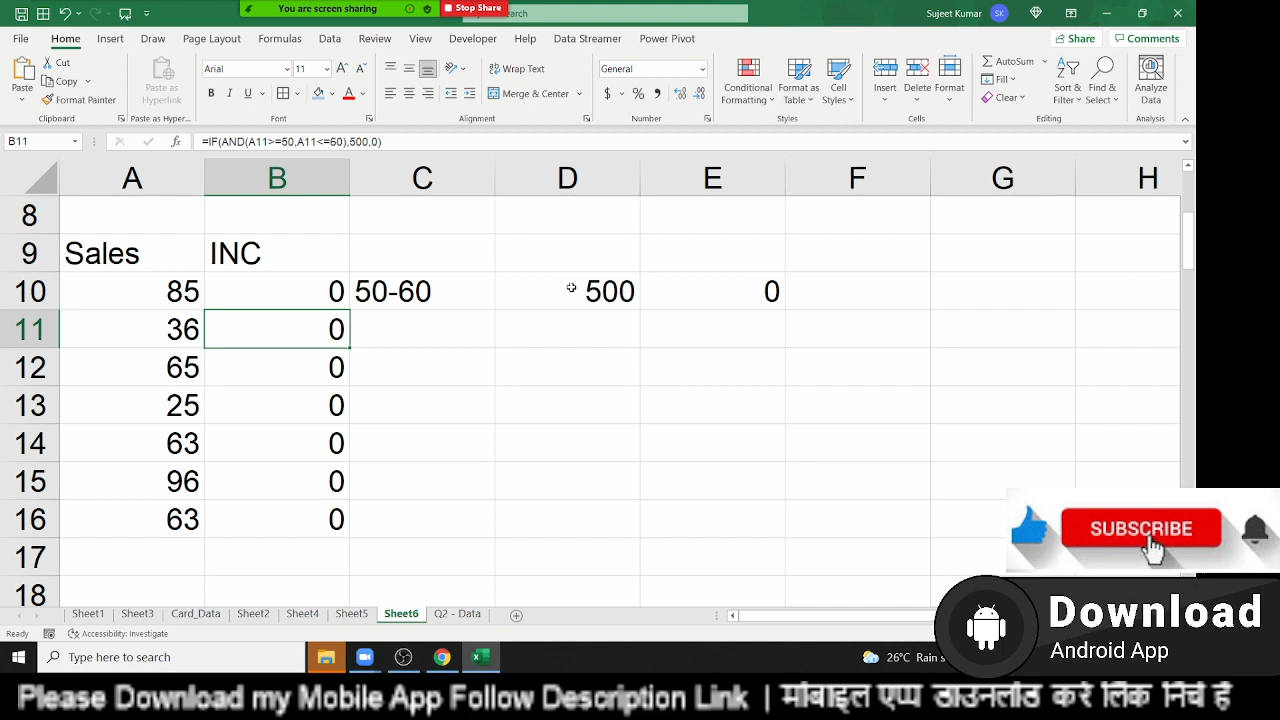 You are screen sharing
Stop Share
Search
Sujeet Kumar
SK
File Home Insert Draw Page Layout Formulas Data Review View Developer Help Data Streamer Power Pivot
Share
Comments
Paste
Cut
Copy
Format Painter
Clipboard
Paste as Hyperlink
Paste as Hyper...
Arial 11
B I U
Font
Wrap Text
Merge & Center
Alignment
General
$ % ,
Number
Conditional Formatting
Format as Table
Cell Styles
Styles
Insert Delete Format
Cells
AutoSum
Fill
Clear
Sort & Filter
Find & Select
Editing
Analyze Data
Analysis
B11
fx
=IF(AND(A11>=50,A11<=60),500,0)
A B C D E F G H
8
9 Sales INC
10 85 0 50-60 500 0
11 36 0
12 65 0
13 25 0
14 63 0
15 96 0
16 63 0
17
18
SUBSCRIBE
Sheet1 Sheet3 Card_Data Sheet2 Sheet4 Sheet5 Sheet6 Q2 - Data
Ready
Accessibility: Investigate
Download
Android App
Type here to search
26°C Rain s
Please Download my Mobile App Follow Description Link | मोबाइल एप्प डाउनलोड करे लिंक निचे है